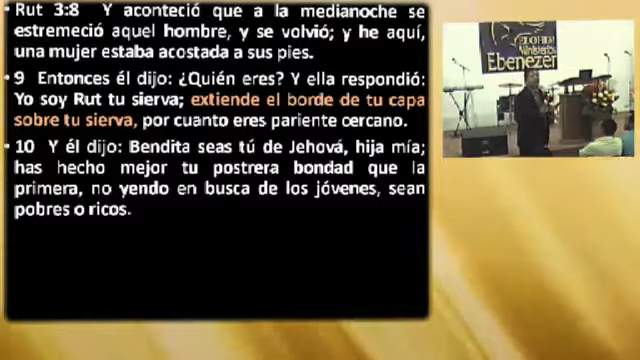 • Rut 3:8 Y aconteció que a la medianoche se
estremeció aquel hombre, y se volvió; y he aquí,
una mujer estaba acostada a sus pies.
• 9 Entonces él dijo: ¿Quién eres? Y ella respondió:
Yo soy Rut tu sierva; extiende el borde de tu capa
sobre tu sierva, por cuanto eres pariente cercano.
• 10 Y él dijo: Bendita seas tú de Jehová, hija mía;
has hecho mejor tu postrera bondad que la
primera, no yendo en busca de los jóvenes, sean
pobres o ricos.
Ministerios
Ebenezer